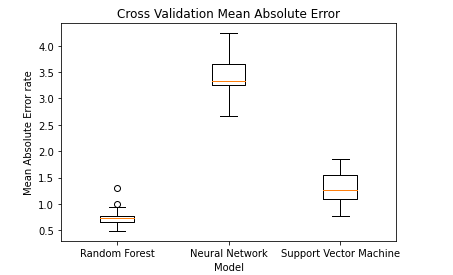 Cross Validation Mean Absolute Error
Mean Absolute Error rate
4.0
3.5
3.0
2.5
2.0
1.5
1.0
0.5
Random Forest Neural Network Support Vector Machine
Model